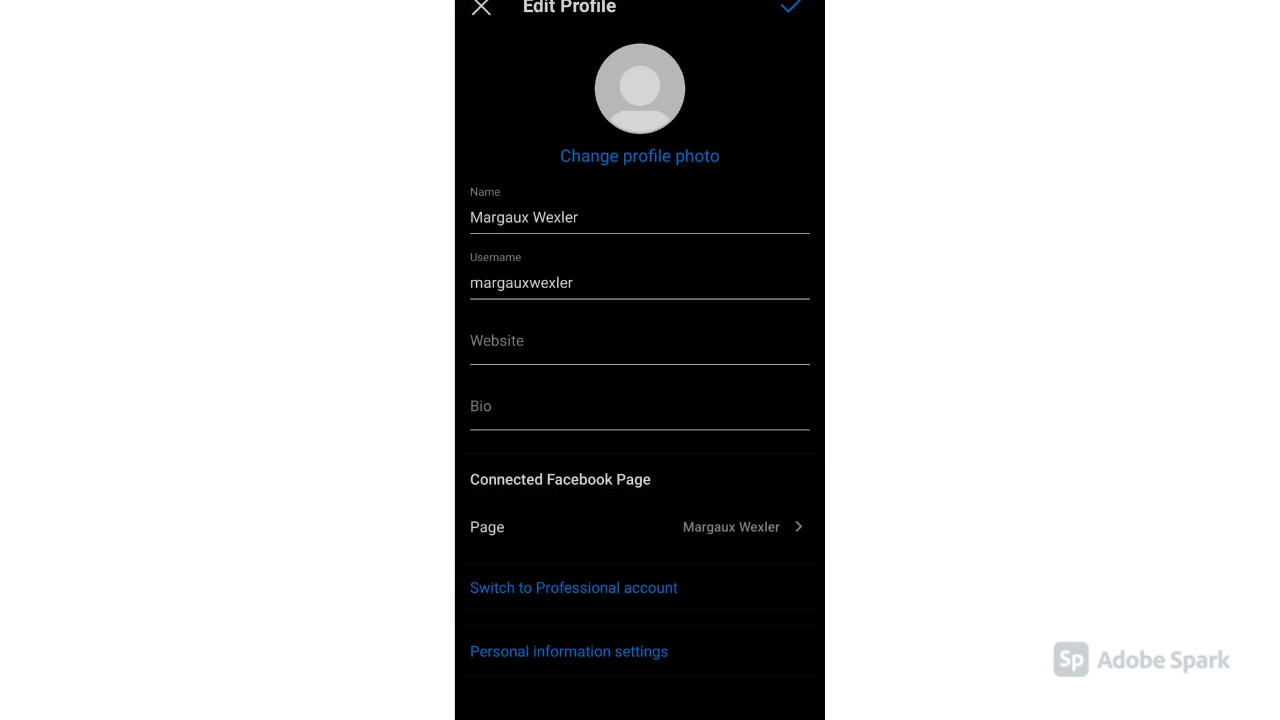 Edit Profile
Change profile photo
Name
Margaux Wexler
Username
margauxwexler
Website
Bio
Connected Facebook Page
Page Margaux Wexler
Switch to Professional account
Personal information settings
Sp Adobe Spark